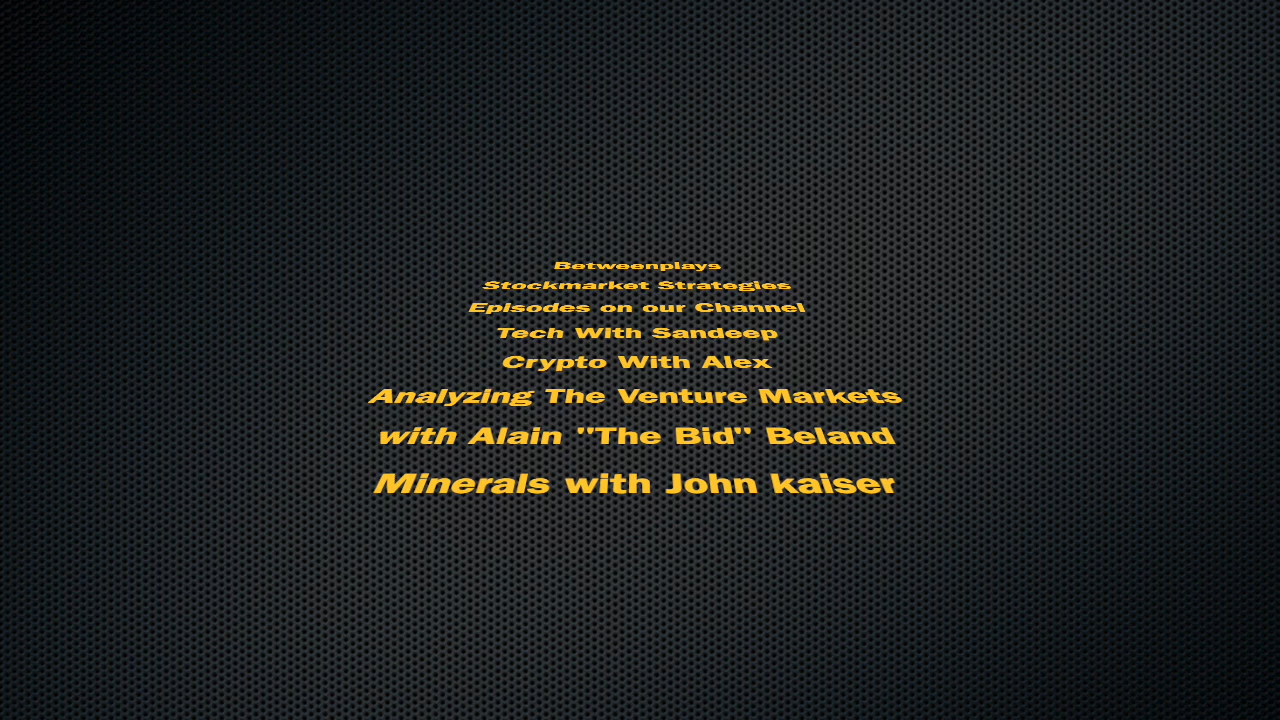 Betweenplays
Stockmarket Strategies
Episodes on our Channel
Tech With Sandeep
Crypto With Alex
Analyzing The Venture Markets
with Alain "The Bid" Beland
Minerals with John kaiser